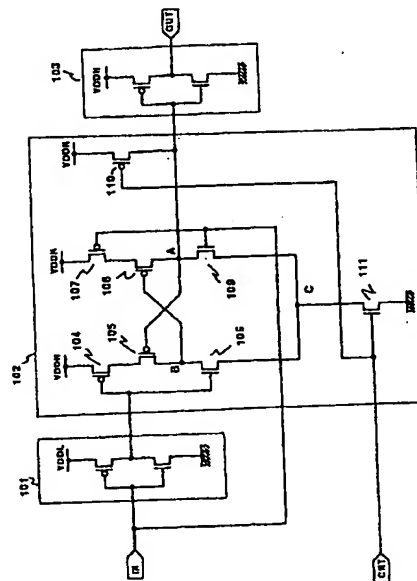 101
102
103
VDDL
VDDH
VDDH
VDDH
VDDH
104
107
110
105
108
IN
OUT
B
A
106
109
C
111
CNT